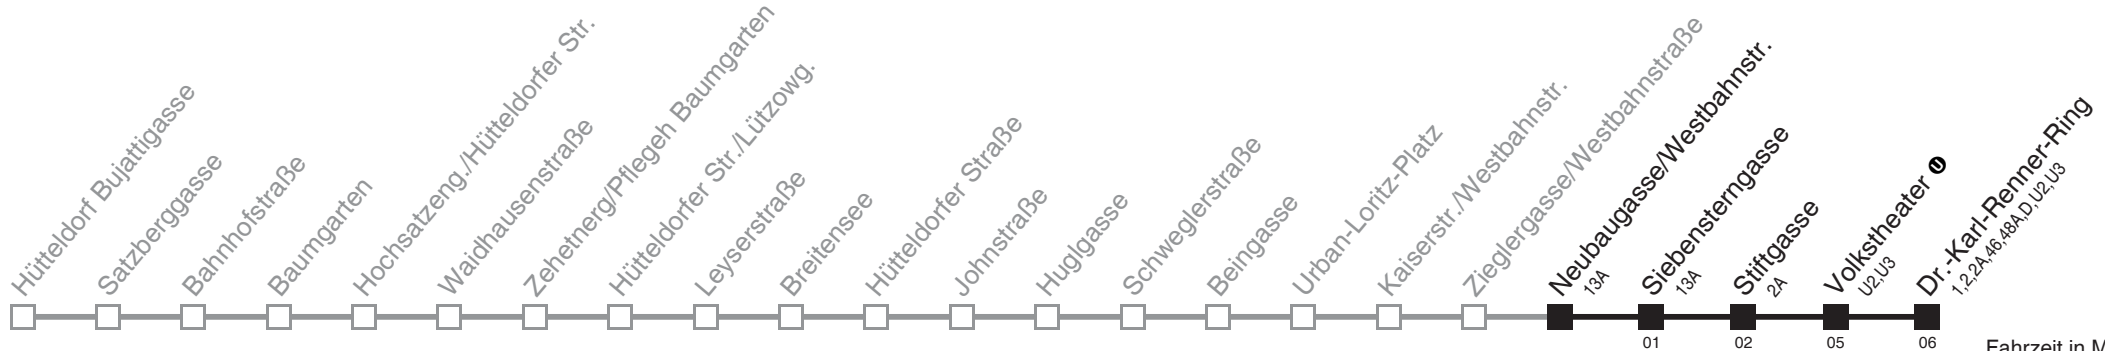 Hütteldorf Bujattigasse
Satzberggasse
Bahnhofstraße
Baumgarten
Hochsatzeng./Hütteldorfer Str.
Waidhausenstraße
Zehetnerg/Pflegeh Baumgarten
Hütteldorfer Str./Lützowg.
Leyserstraße
Breitensee
Hütteldorfer Straße
Johnstraße
Huglgasse
Schweglerstraße
Beingasse
Urban-Loritz-Platz
Kaiserstr./Westbahnstr.
Zieglergasse/Westbahnstraße
Neubaugasse/Westbahnstr.
13A
Siebensterngasse
13A
01
Stiftgasse
2A
02
Volkstheater U
U2,U3
05
Dr.-Karl-Renner-Ring
1,2,2A,46,48A,D,U2,U3
06
Fahrzeit in M